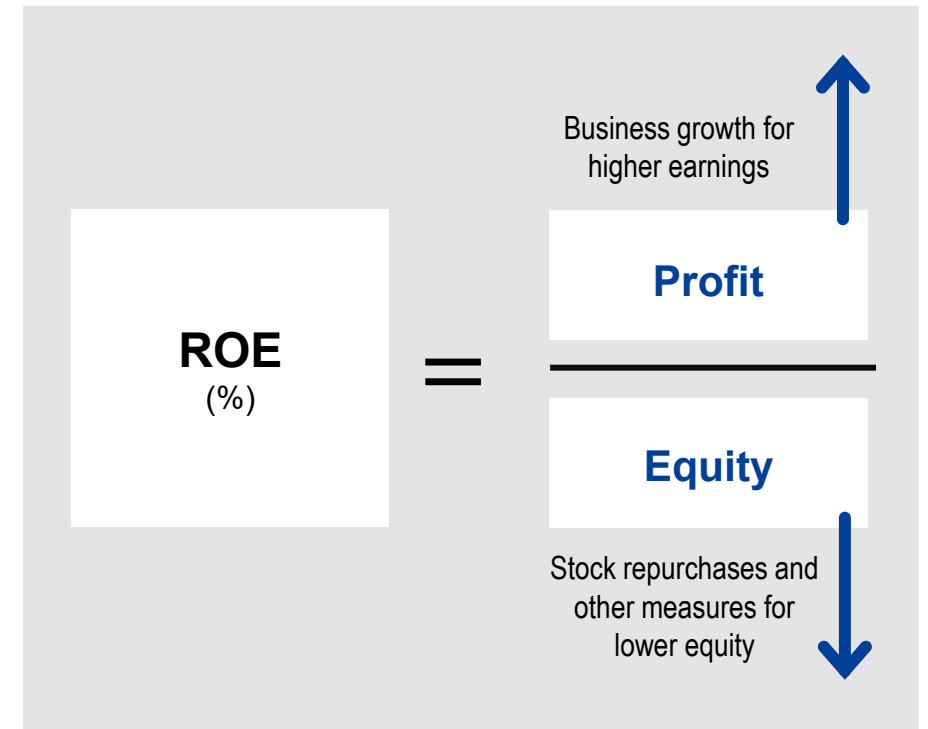 Business growth for
higher earnings
Profit
ROE
(%)
=
Equity
Stock repurchases and
other measures for
lower equity